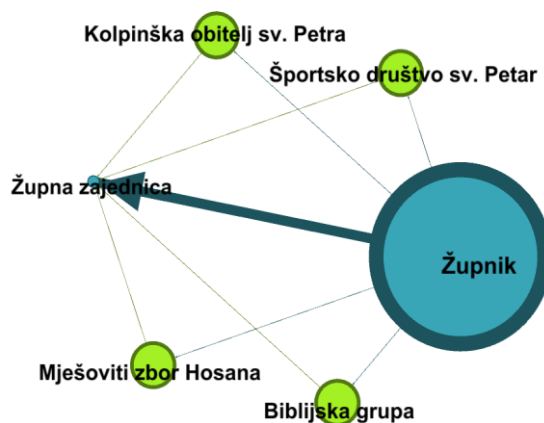 Kolpinška obitelj sv. Petra
Športsko društvo sv. Petar
Župna zajednica
Župnik
Mješoviti zbor Hosana
Biblijska grupa